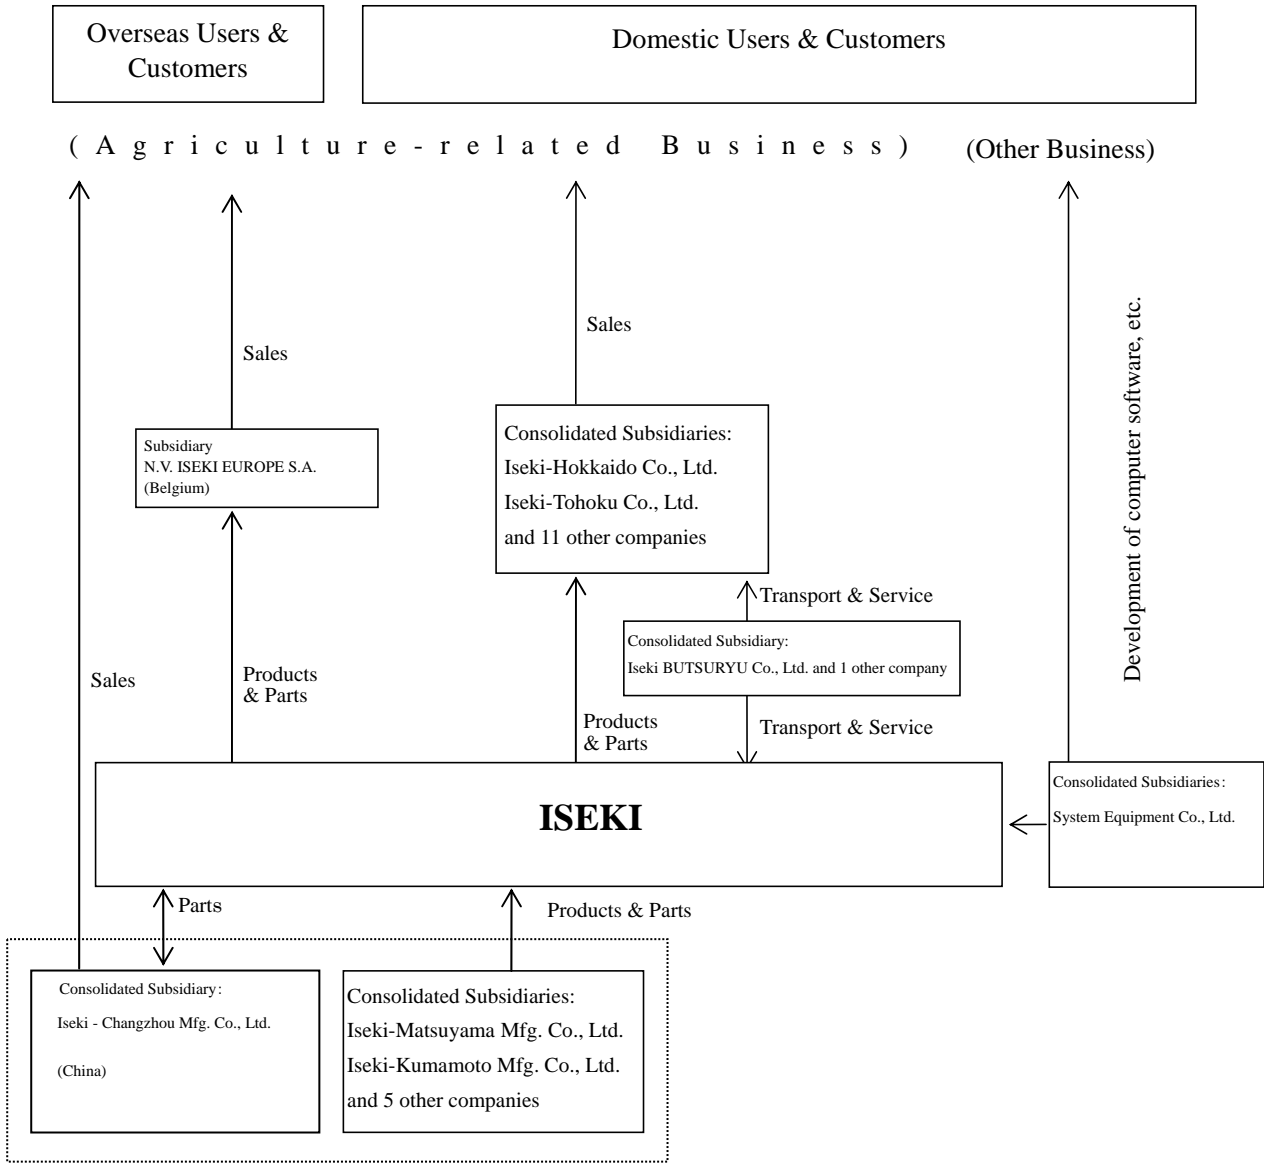 Overseas Users &
Customers
Domestic Users & Customers
(Agriculture-related Business)
(Other Business)
Sales
Sales
Development of computer software, etc.
Subsidiary
N.V. ISEKI EUROPE S.A.
(Belgium)
Consolidated Subsidiaries:
Iseki-Hokkaido Co., Ltd.
Iseki-Tohoku Co., Ltd.
and 11 other companies
Transport & Service
Consolidated Subsidiary:
Iseki BUTSURYU Co., Ltd. and 1 other company
Sales
Products
& Parts
Products
& Parts
Transport & Service
ISEKI
Consolidated Subsidiaries:
System Equipment Co., Ltd.
Parts
Products & Parts
Consolidated Subsidiary:
Iseki - Changzhou Mfg. Co., Ltd.
(China)
Consolidated Subsidiaries:
Iseki-Matsuyama Mfg. Co., Ltd.
Iseki-Kumamoto Mfg. Co., Ltd.
and 5 other companies